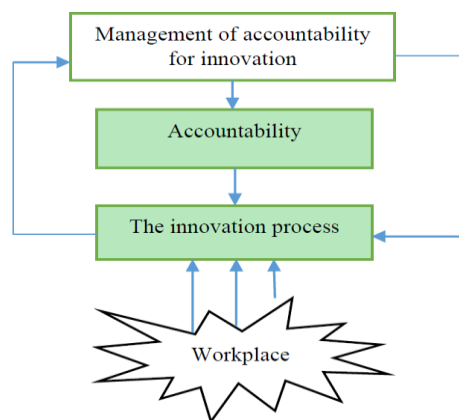 Management of accountability
for innovation
Accountability
The innovation process
Workplace